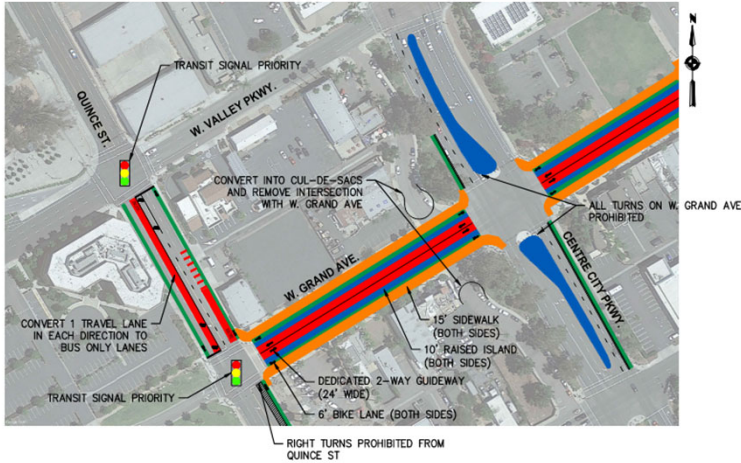 N
TRANSIT SIGNAL PRIORITY
QUINCE ST.
W. VALLEY PKWY.
CONVERT INTO CUL-DE-SACS
AND REMOVE INTERSECTION
WITH W. GRAND AVE
ALL TURNS ON W. GRAND AVE
PROHIBITED
W. GRAND AVE.
CENTRE CITY PKWY.
CONVERT 1 TRAVEL LANE
IN EACH DIRECTION TO
BUS ONLY LANES
15' SIDEWALK
(BOTH SIDES)
10' RAISED ISLAND
(BOTH SIDES)
DEDICATED 2-WAY GUIDEWAY
(24' WIDE)
TRANSIT SIGNAL PRIORITY
6' BIKE LANE (BOTH SIDES)
RIGHT TURNS PROHIBITED FROM
QUINCE ST